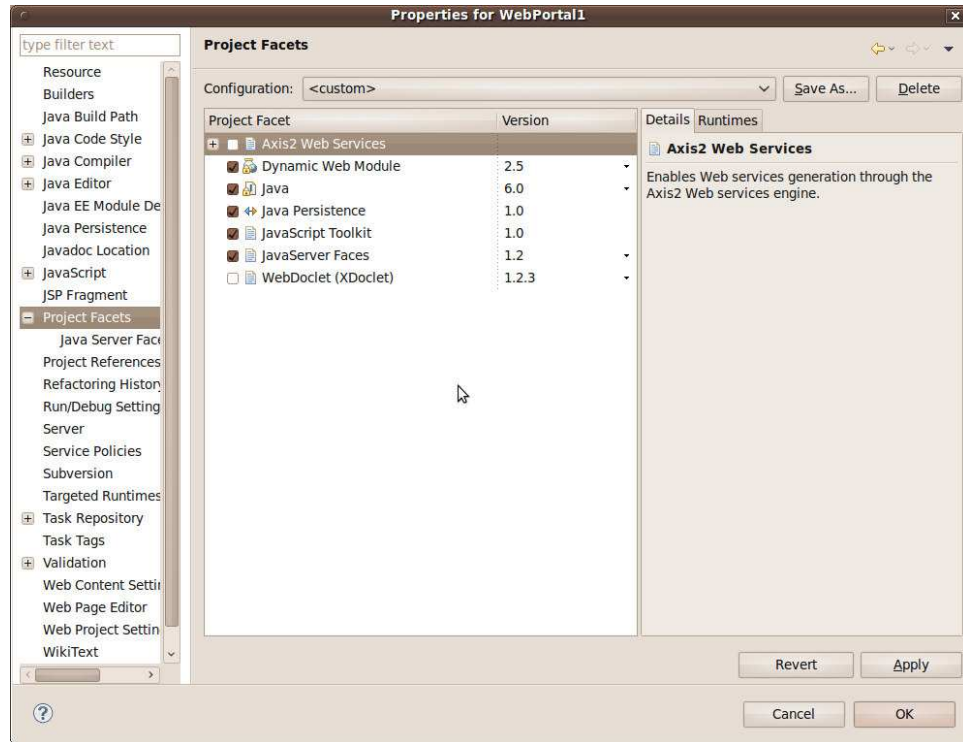 Properties for WebPortal1
type filter text
Resource
Builders
Java Build Path
Java Code Style
Java Compiler
Java Editor
Java EE Module De
Java Persistence
Javadoc Location
JavaScript
JSP Fragment
Project Facets
Java Server Face
Project References
Refactoring History
Run/Debug Setting
Server
Service Policies
Subversion
Targeted Runtimes
Task Repository
Task Tags
Validation
Web Content Settin
Web Page Editor
Web Project Settin
WikiText
Project Facets
Configuration: <custom> Save As... Delete
Project Facet Version
Axis2 Web Services
Dynamic Web Module 2.5
Java 6.0
Java Persistence 1.0
JavaScript Toolkit 1.0
JavaServer Faces 1.2
WebDoclet (XDoclet) 1.2.3
Details Runtimes
Axis2 Web Services
Enables Web services generation through the
Axis2 Web services engine.
Revert Apply
Cancel OK